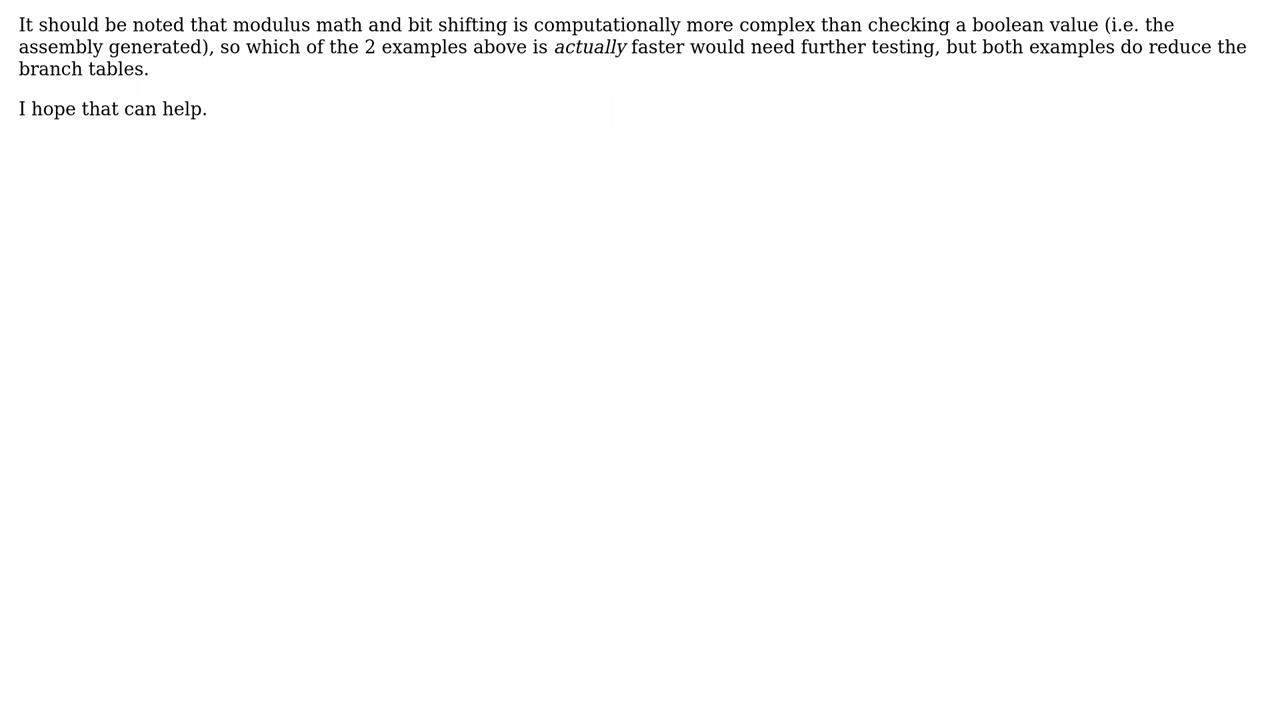 It should be noted that modulus math and bit shifting is computationally more complex than checking a boolean value (i.e. the
assembly generated), so which of the 2 examples above is actually faster would need further testing, but both examples do reduce the
branch tables.
I hope that can help.